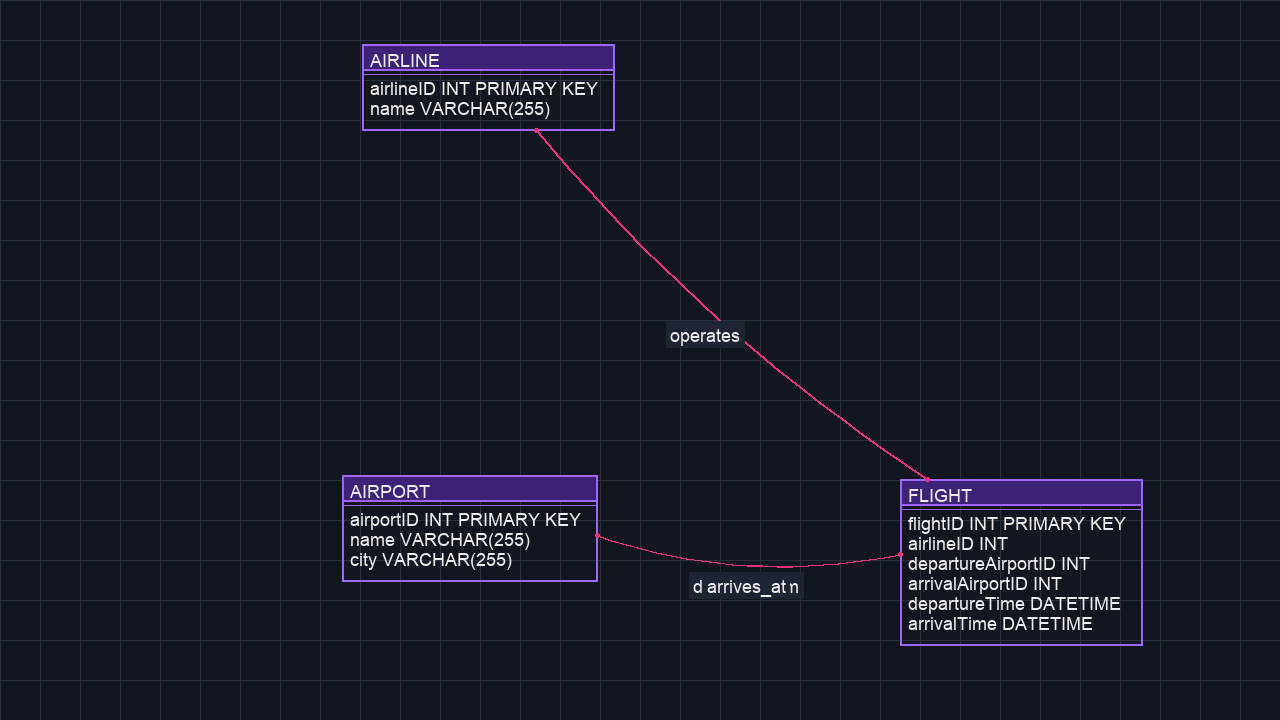 AIRLINE
airlineID INT PRIMARY KEY
name VARCHAR(255)
operates
AIRPORT
airportID INT PRIMARY KEY
name VARCHAR(255)
city VARCHAR(255)
d arrives_at n
FLIGHT
flightID INT PRIMARY KEY
airlineID INT
departureAirportID INT
arrivalAirportID INT
departureTime DATETIME
arrivalTime DATETIME